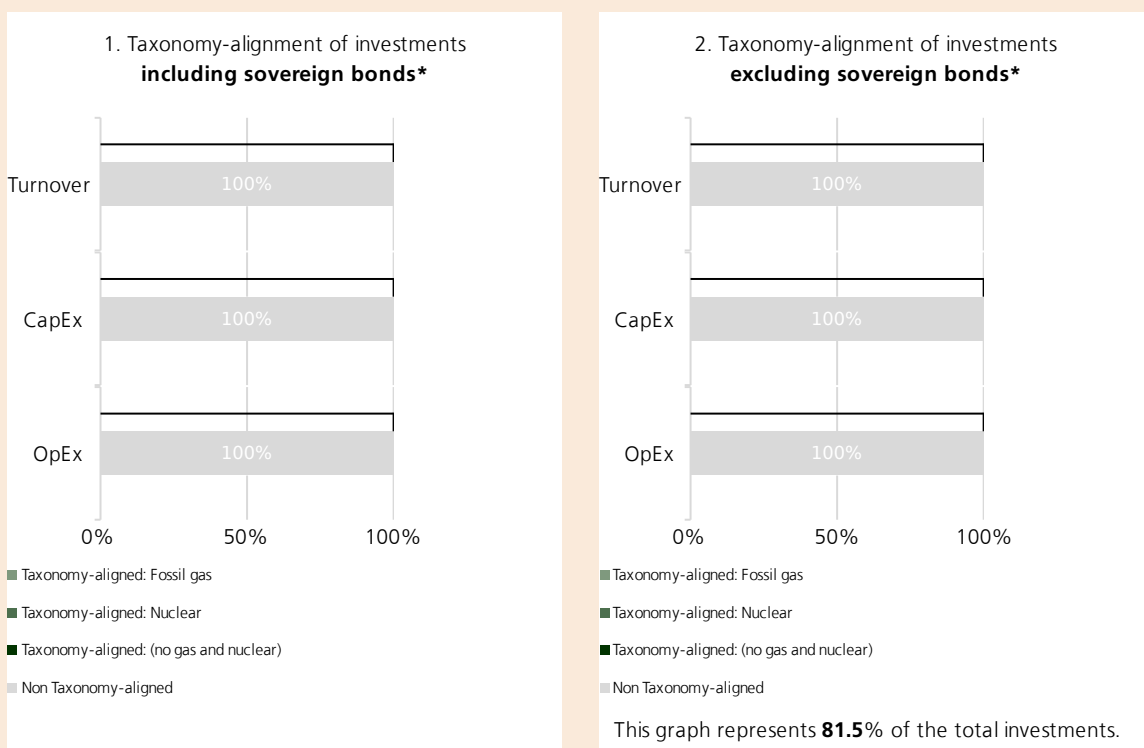 1. Taxonomy-alignment of investments
including sovereign bonds*
Turnover
100%
CapEx
100%
OpEx
100%
0% 50% 100%
Taxonomy-aligned: Fossil gas
Taxonomy-aligned: Nuclear
Taxonomy-aligned: (no gas and nuclear)
Non Taxonomy-aligned
2. Taxonomy-alignment of investments
excluding sovereign bonds*
Turnover
100%
CapEx
100%
OpEx
100%
0% 50% 100%
Taxonomy-aligned: Fossil gas
Taxonomy-aligned: Nuclear
Taxonomy-aligned: (no gas and nuclear)
Non Taxonomy-aligned
This graph represents 81.5% of the total investments.